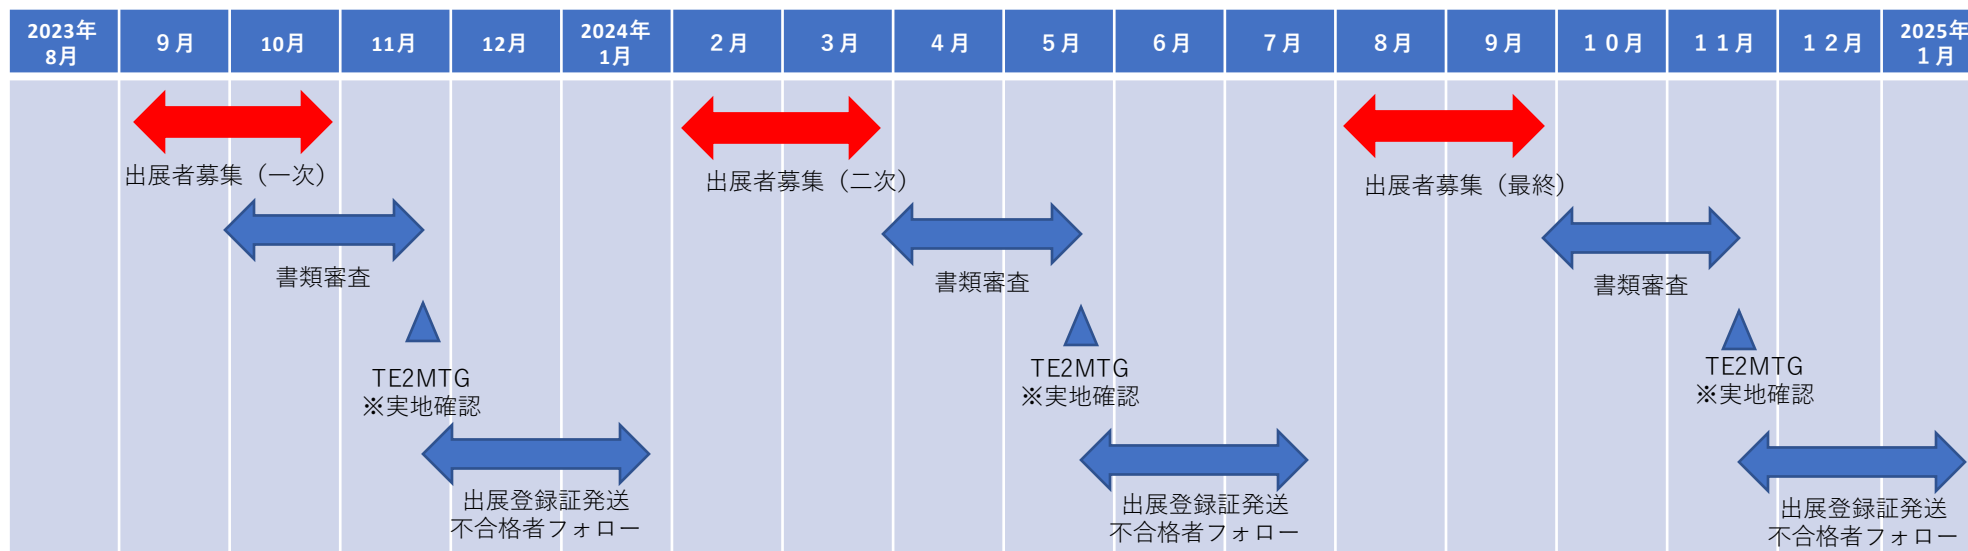 2023年
8月
９月
10月
11月
12月
2024年
1月
２月
３月
４月
５月
６月
７月
８月
９月
１０月
１１月
１２月
2025年
１月
出展者募集（一次）
出展者募集（二次）
出展者募集（最終）
書類審査
書類審査
書類審査
TE2MTG
※実地確認
TE2MTG
※実地確認
TE2MTG
※実地確認
出展登録証発送
不合格者フォロー
出展登録証発送
不合格者フォロー
出展登録証発送
不合格者フォロー